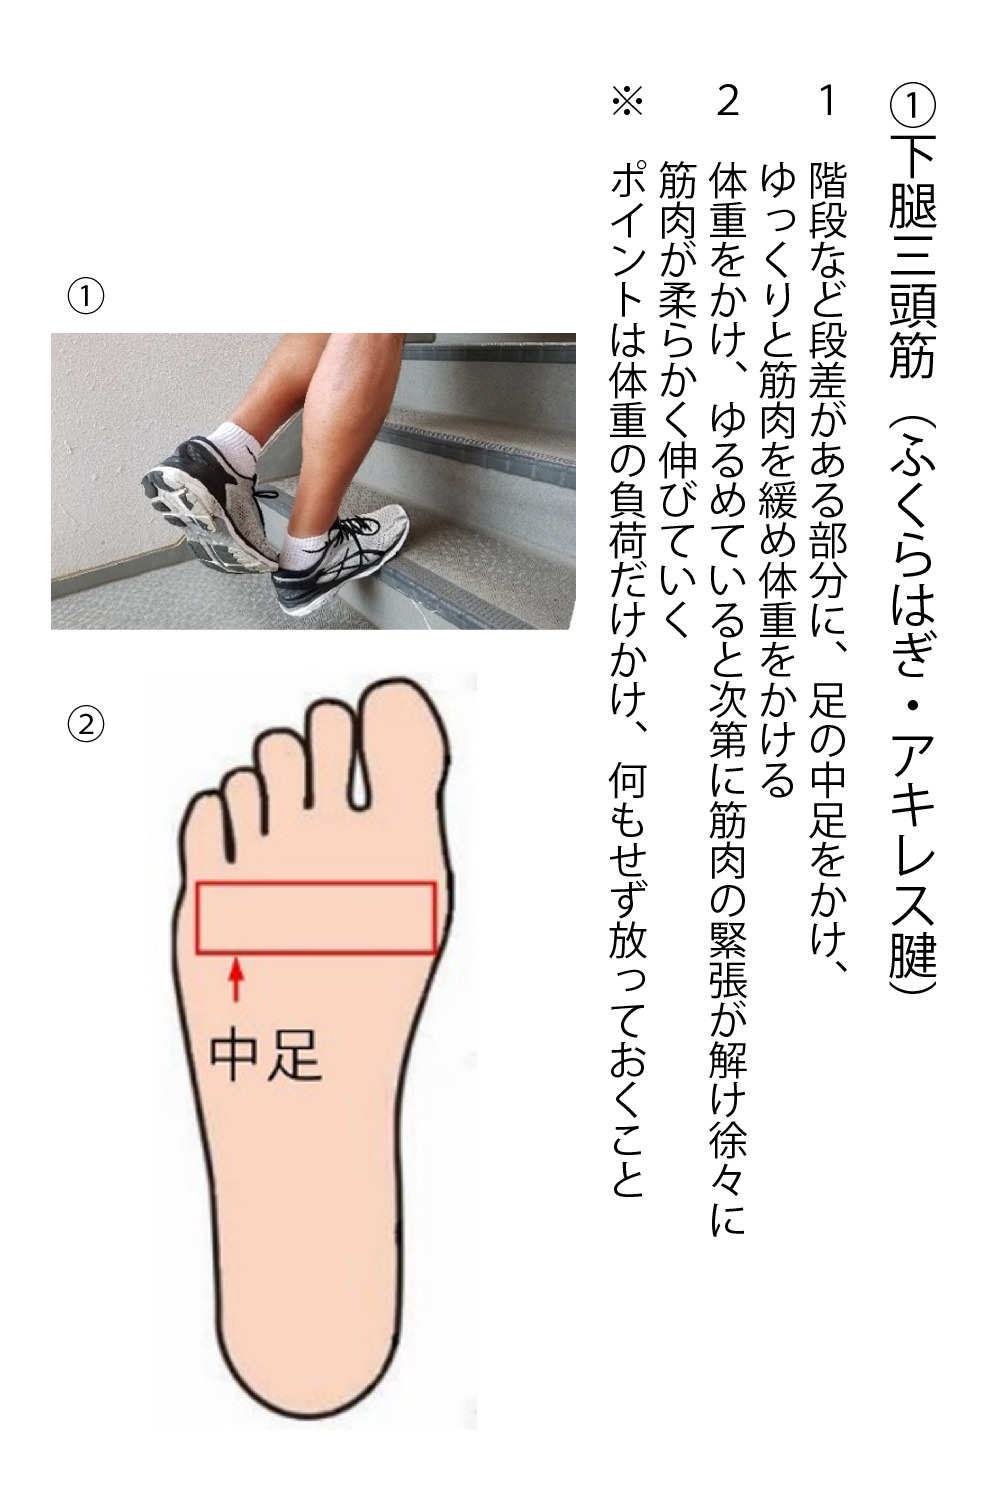 ①下腿三頭筋（ふくらはぎ・アキレス腱）
１　階段など段差がある部分に、足の中足をかけ、
ゆっくりと筋肉を緩め体重をかける
２　体重をかけ、ゆるめていると次第に筋肉の緊張が解け徐々に
筋肉が柔らかく伸びていく
※　ポイントは体重の負荷だけかけ、何もせず放っておくこと
①
②
中足